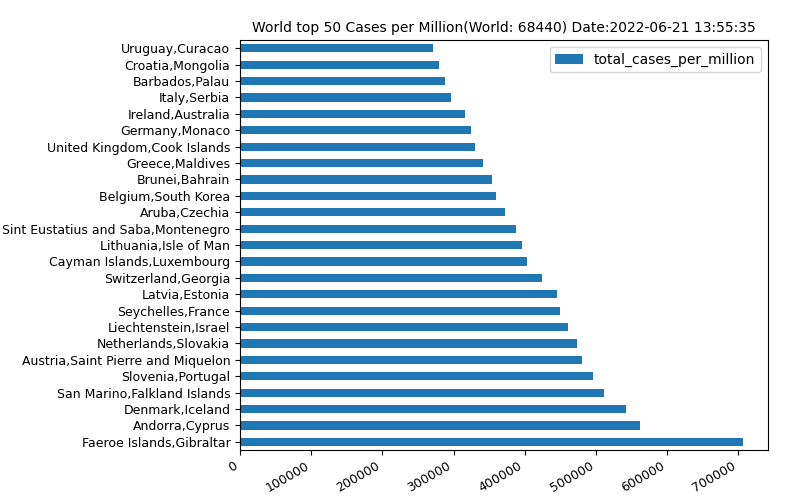 World top 50 Cases per Million(World: 68440) Date:2022-06-21 13:55:35
total_cases_per_million
Uruguay,Curacao
Croatia,Mongolia
Barbados,Palau
Italy,Serbia
Ireland,Australia
Germany,Monaco
United Kingdom,Cook Islands
Greece,Maldives
Brunei,Bahrain
Belgium,South Korea
Aruba,Czechia
Sint Eustatius and Saba,Montenegro
Lithuania,Isle of Man
Cayman Islands,Luxembourg
Switzerland,Georgia
Latvia,Estonia
Seychelles,France
Liechtenstein,Israel
Netherlands,Slovakia
Austria,Saint Pierre and Miquelon
Slovenia,Portugal
San Marino,Falkland Islands
Denmark,Iceland
Andorra,Cyprus
Faeroe Islands,Gibraltar
0 100000 200000 300000 400000 500000 600000 700000